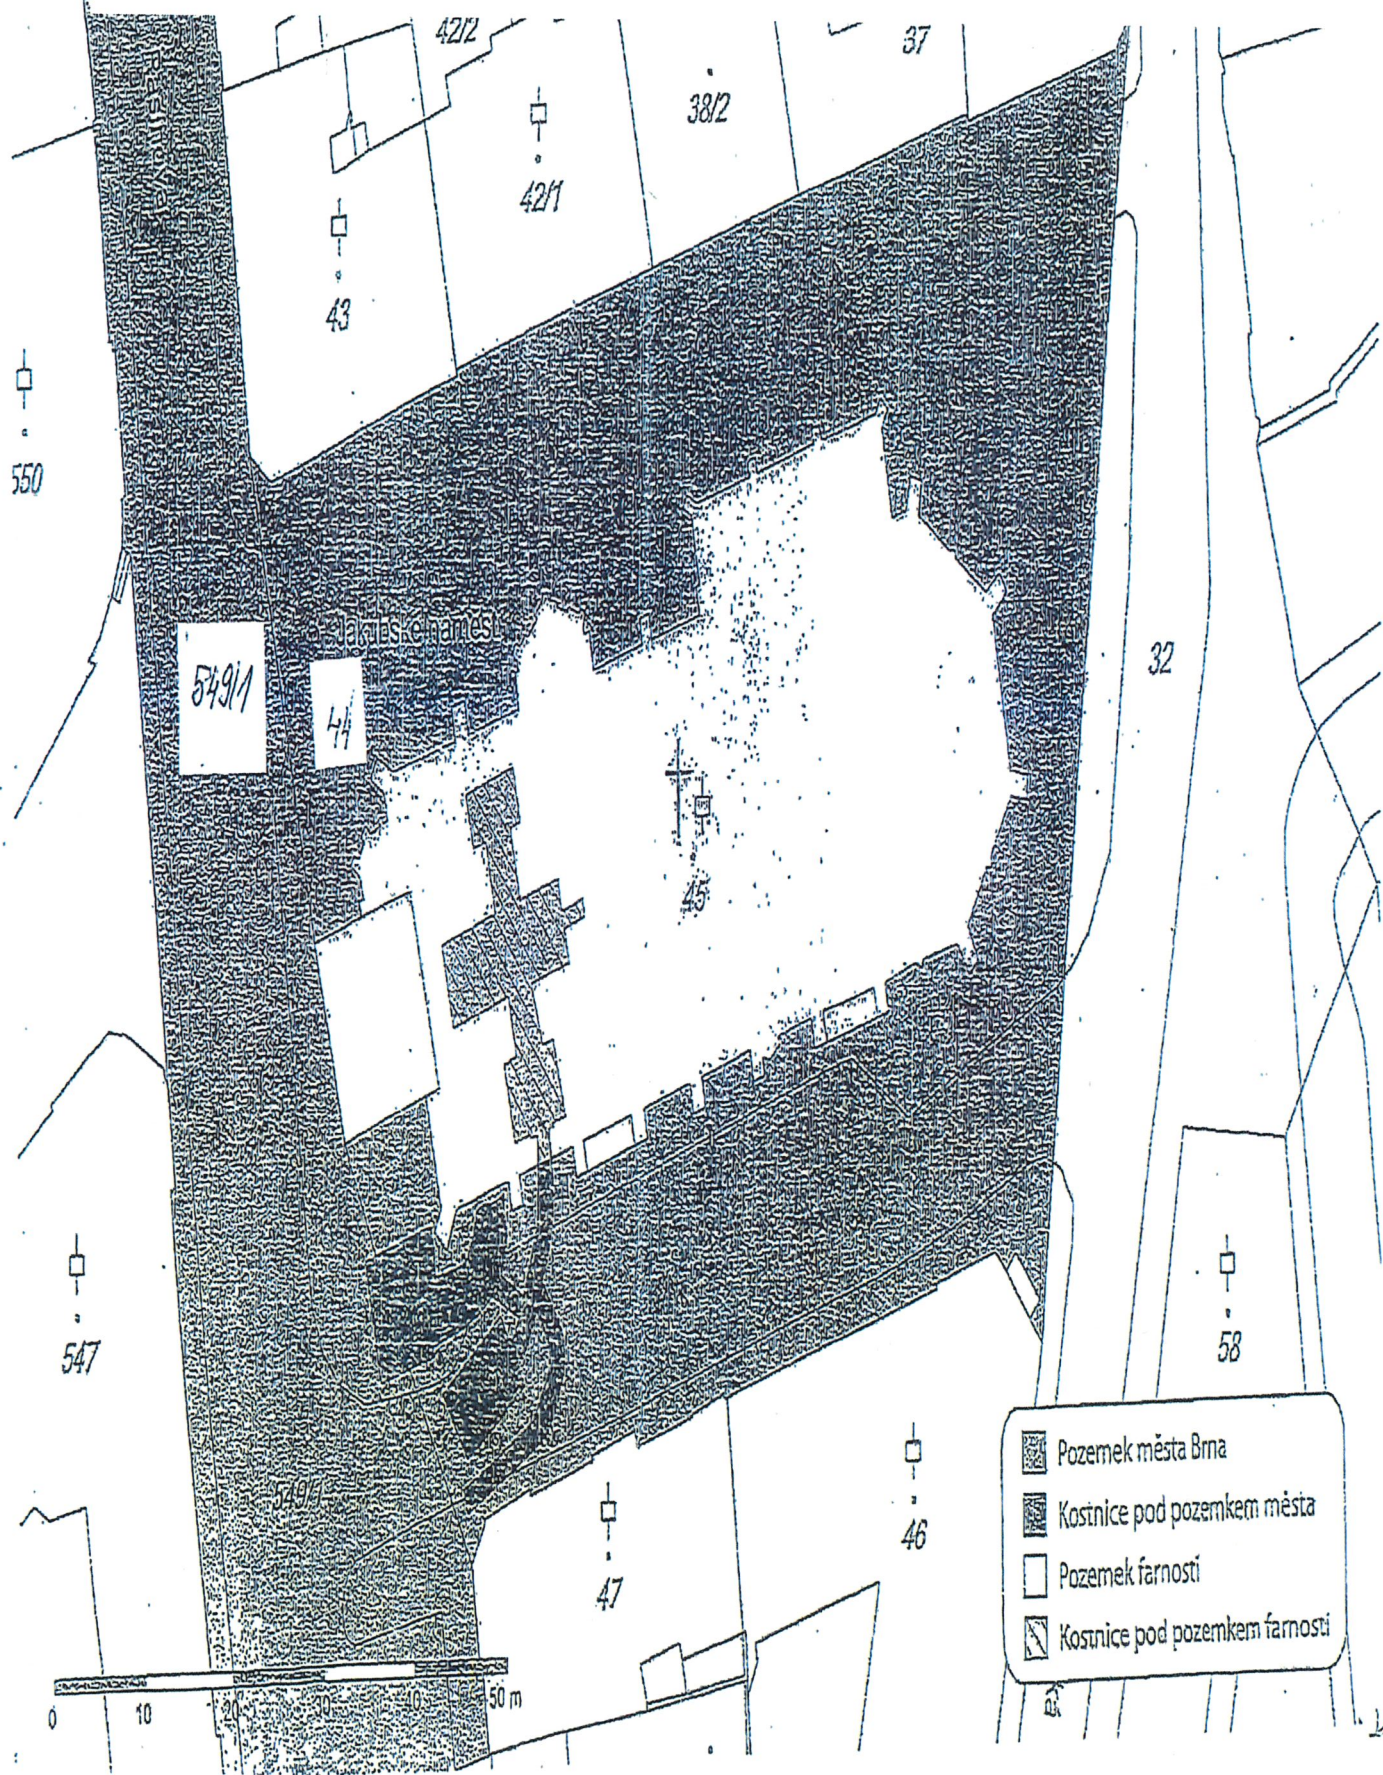 42/2
37
38/2
42/1
43
550
Jakubské náměstí
549/1
44
32
45
547
58
549/1
46
47
Pozemek města Brna
Kostnice pod pozemkem města
Pozemek farnosti
Kostnice pod pozemkem farnosti
0 10 20 30 40 50 m